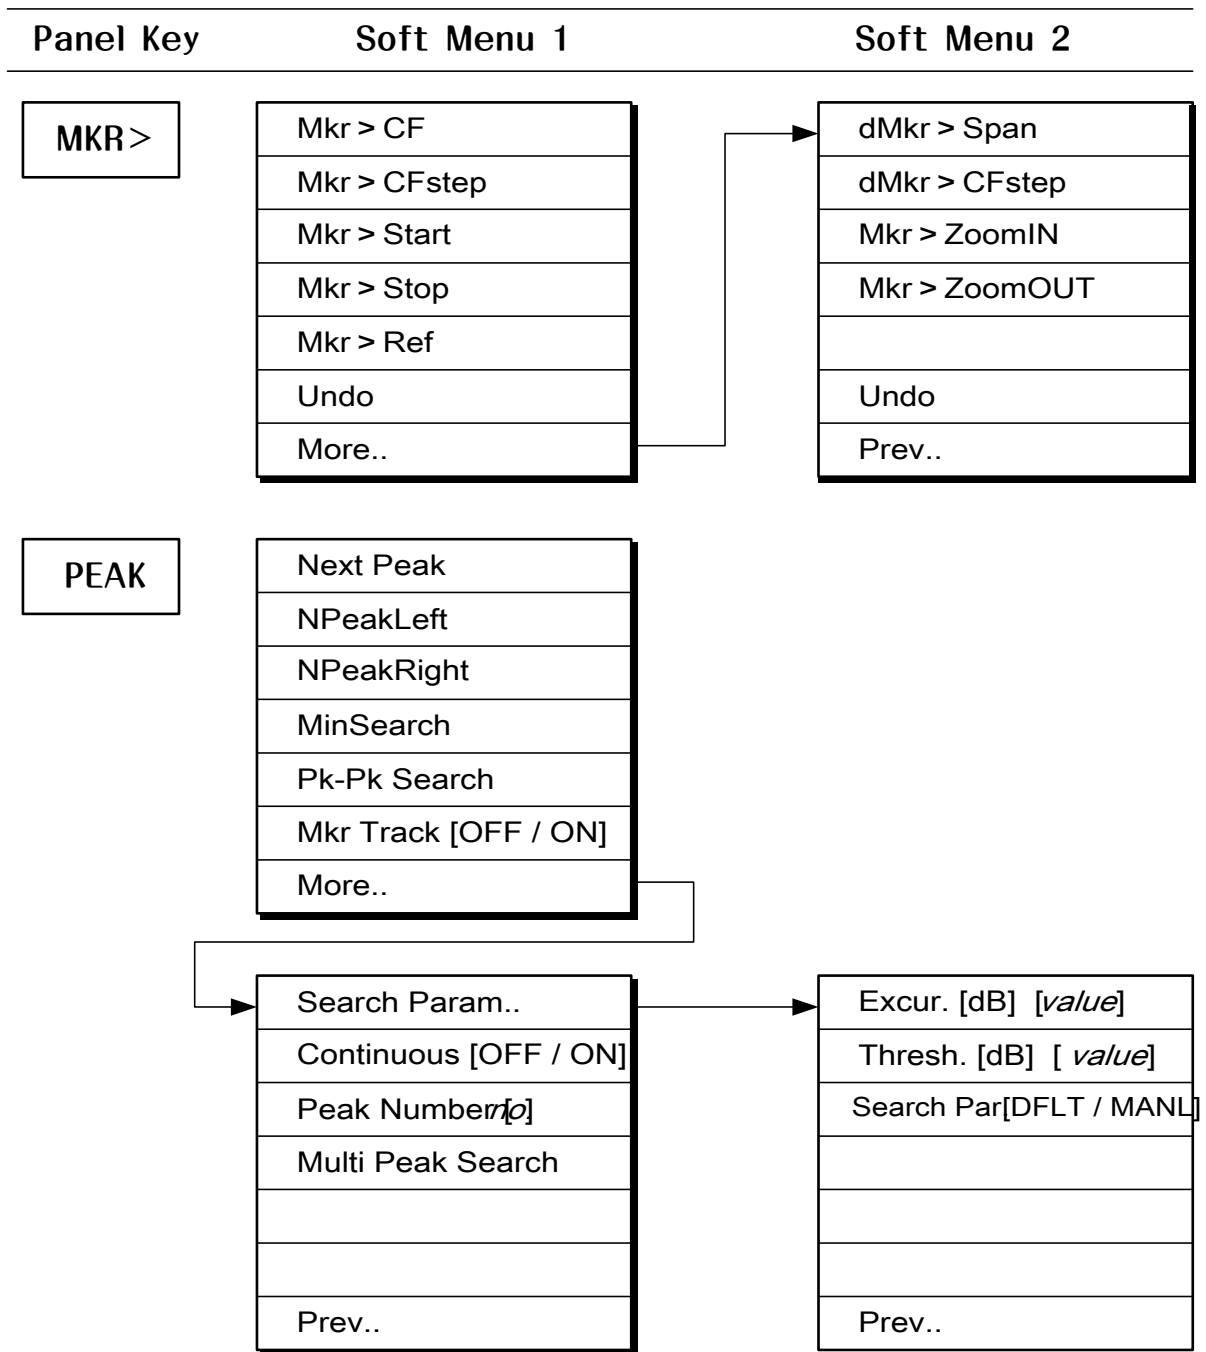 Panel Key Soft Menu 1 Soft Menu 2
MKR>
Mkr > CF
Mkr > CFstep
Mkr > Start
Mkr > Stop
Mkr > Ref
Undo
More..
dMkr > Span
dMkr > CFstep
Mkr > ZoomIN
Mkr > ZoomOUT
Undo
Prev..
PEAK
Next Peak
NPeakLeft
NPeakRight
MinSearch
Pk-Pk Search
Mkr Track [OFF / ON]
More..
Search Param..
Continuous [OFF / ON]
Peak Number [no.]
Multi Peak Search
Prev..
Excur. [dB] [value]
Thresh. [dB] [ value]
Search Par[DFLT / MANL]
Prev..